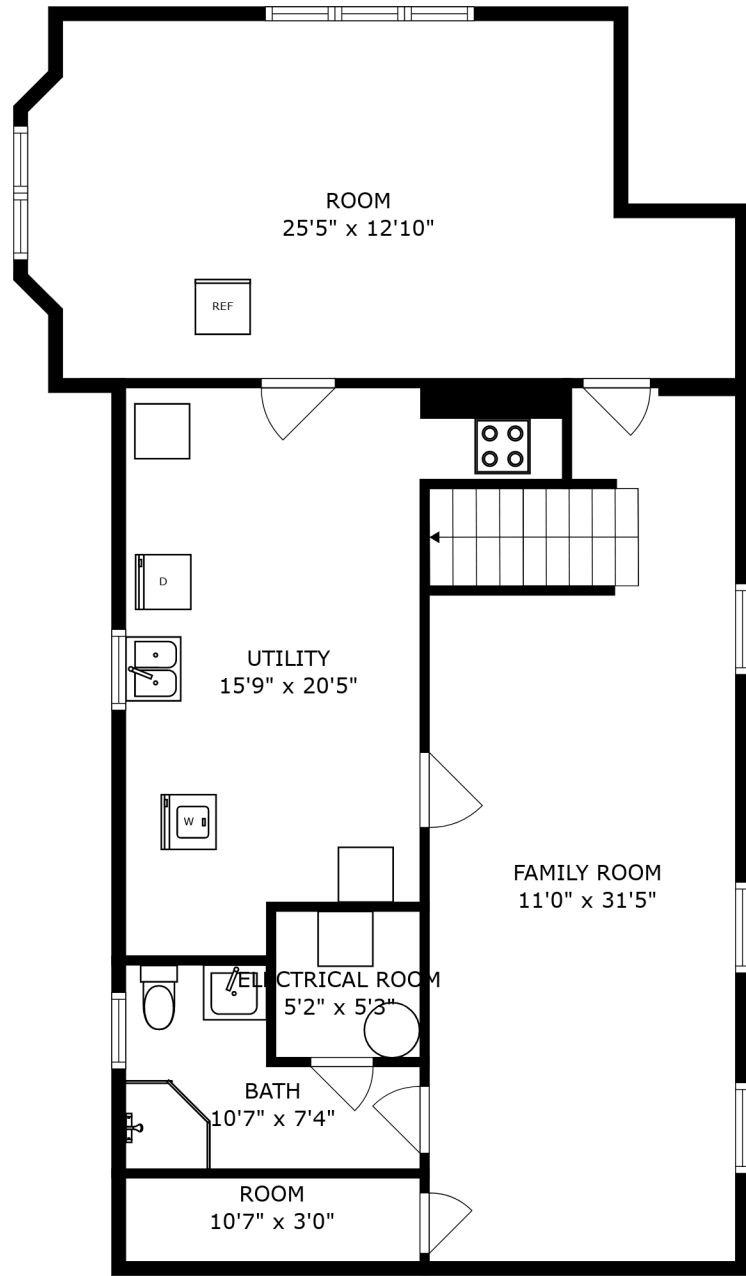 ROOM
25'5" x 12'10"
REF
D
UTILITY
15'9" x 20'5"
W
FAMILY ROOM
11'0" x 31'5"
ELECTRICAL ROOM
5'2" x 5'3"
BATH
10'7" x 7'4"
ROOM
10'7" x 3'0"